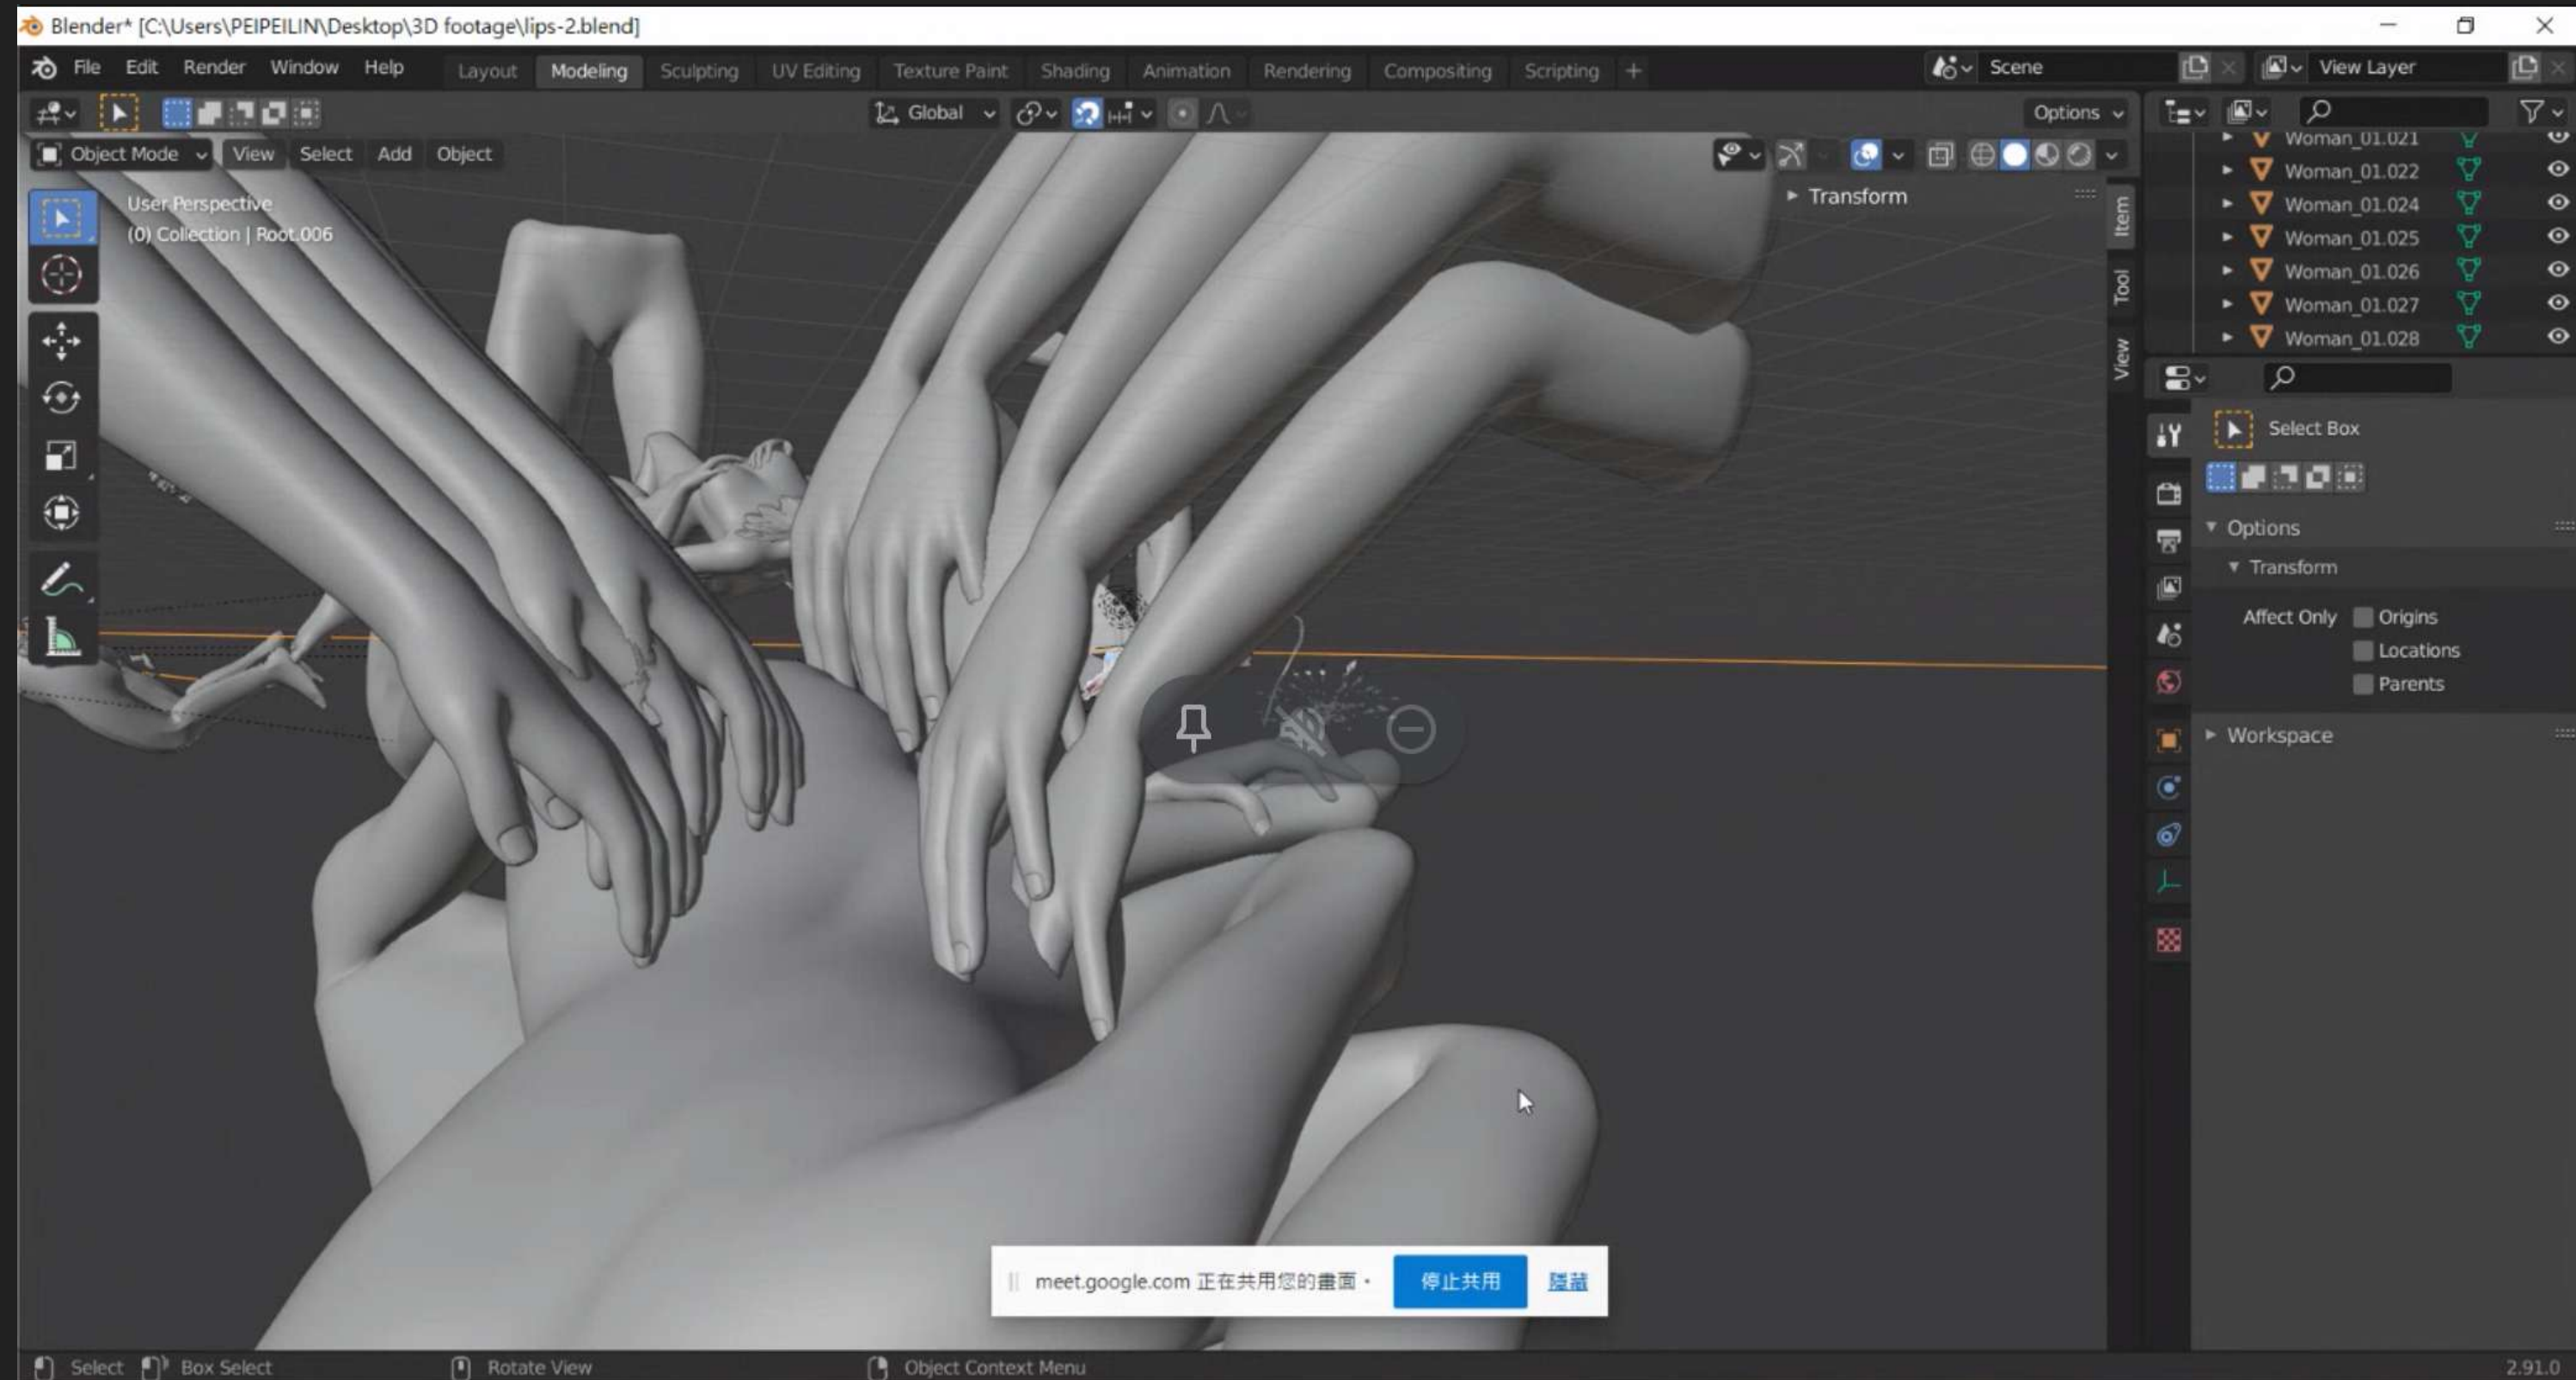 Blender* [C:\Users\PEIPEILIN\Desktop\3D footage\lips-2.blend]
File Edit Render Window Help Layout Modeling Sculpting UV Editing Texture Paint Shading Animation Rendering Compositing Scripting + Scene View Layer
Global Options
Object Mode View Select Add Object
User Perspective
(0) Collection | Root.006
Transform
Item
Tool
View
Woman_01.021
Woman_01.022
Woman_01.024
Woman_01.025
Woman_01.026
Woman_01.027
Woman_01.028
Select Box
Options
Transform
Affect Only Origins
Locations
Parents
Workspace
meet.google.com 正在共用您的畫面。 停止共用 隱藏
Select Box Select Rotate View Object Context Menu 2.91.0